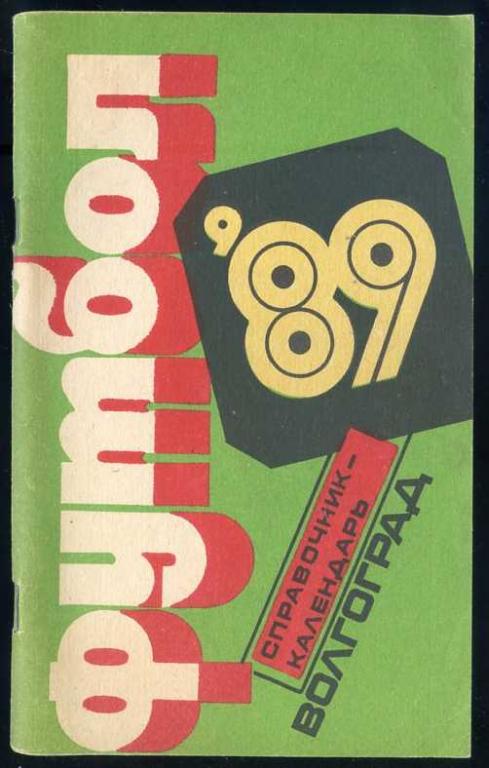 футбол
'89
СПРАВОЧНИК–
КАЛЕНДАРЬ
ВОЛГОГРАД